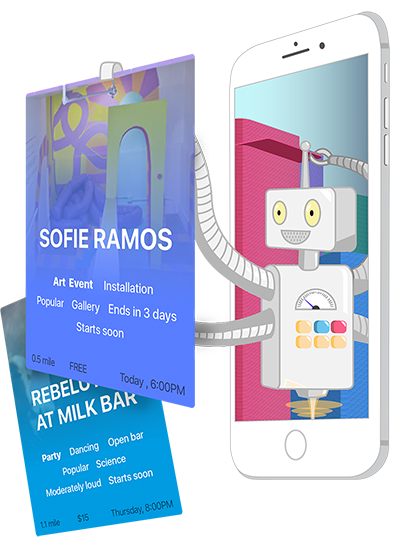 SOFIE RAMOS
Art Event Installation
Popular Gallery Ends in 3 days
Starts soon
0.5 mile FREE Today , 6:00PM
AT MILK BAR
Party Dancing Open bar
Popular Science
Moderately loud Starts soon
1.1 mile $15 Thursday, 8:00PM